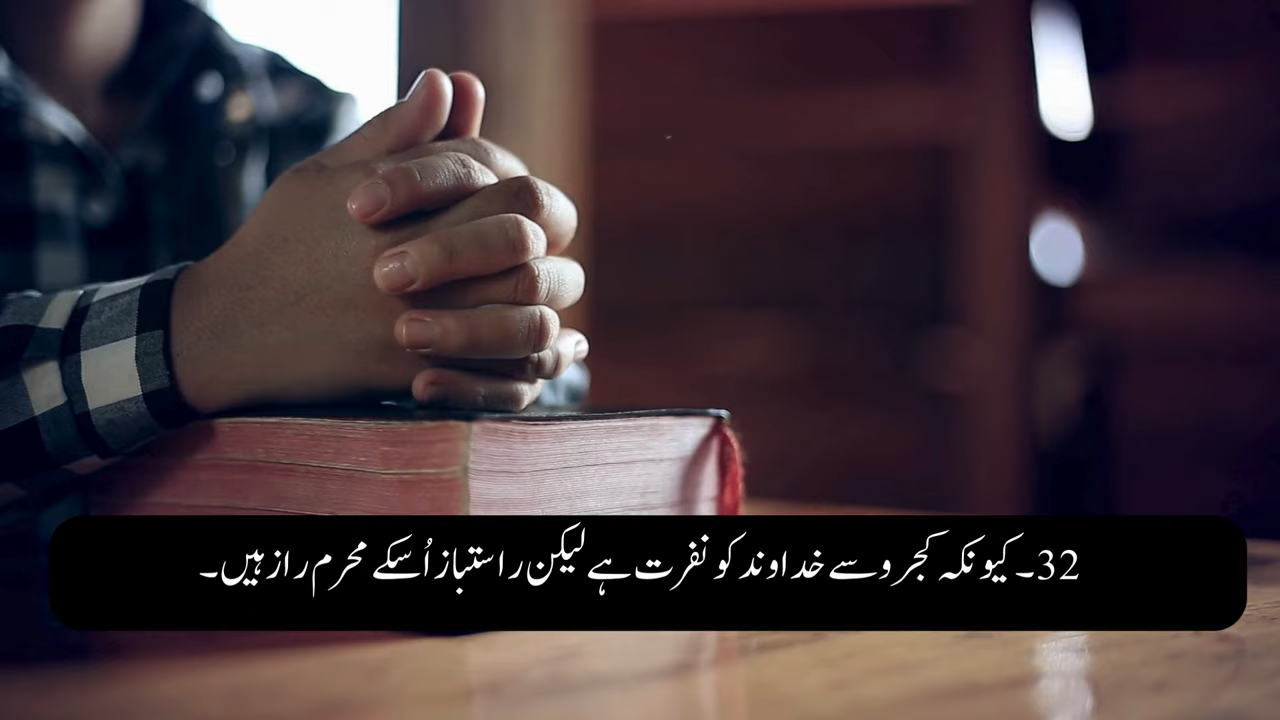 32۔ کیونکہ کجرو سے خداوند کو نفرت ہے لیکن راستباز اُسکے محرم راز ہیں۔